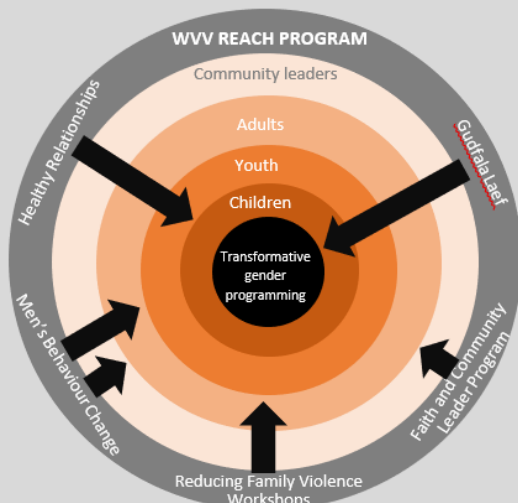 WVV REACH PROGRAM
Community leaders
Adults
Youth
Children
Transformative
gender
programming
Healthy Relationships
Gudfala Laef
Men's Behaviour Change
Faith and Community
Leader Program
Reducing Family Violence
Workshops